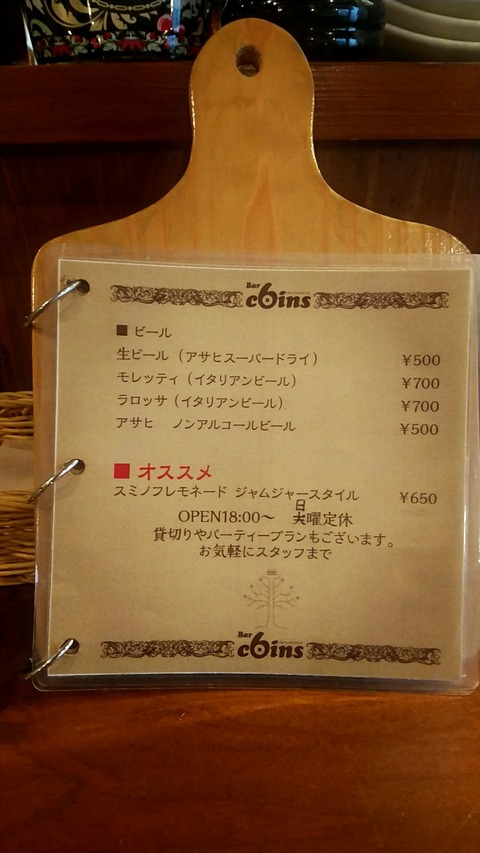 Bar
c6ins
■ ビール
生ビール（アサヒスーパードライ） ¥500
モレッティ（イタリアンビール） ¥700
ラロッサ（イタリアンビール） ¥700
アサヒ　ノンアルコールビール ¥500
■ オススメ
スミノフレモネード ジャムジャースタイル ¥650
日
OPEN18:00～　火曜定休
貸切りやパーティープランもございます。
お気軽にスタッフまで
Bar
c6ins